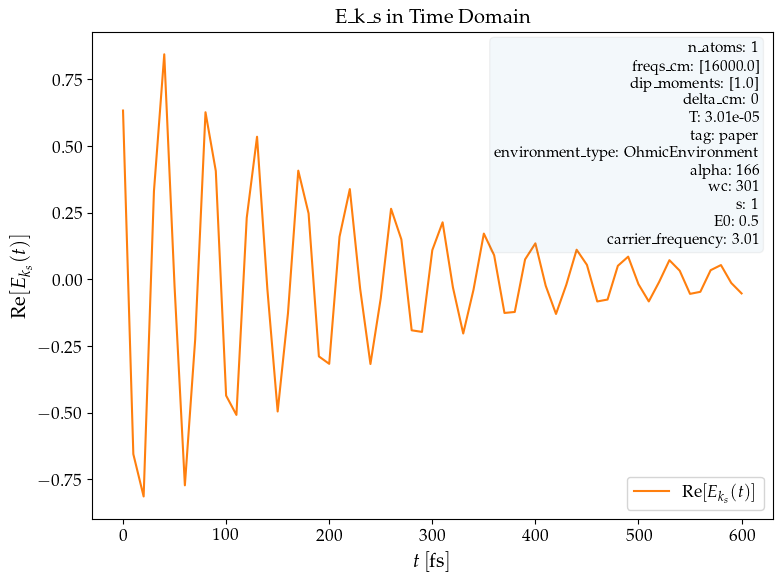 E_k_s in Time Domain
n_atoms: 1
freqs_cm: [16000.0]
dip_moments: [1.0]
delta_cm: 0
T: 3.01e-05
tag: paper
environment_type: OhmicEnvironment
alpha: 166
wc: 301
s: 1
E0: 0.5
carrier_frequency: 3.01
Re[E_{k_s}(t)]
0.75
0.50
0.25
0.00
−0.25
−0.50
−0.75
Re[E_{k_s}(t)]
0 100 200 300 400 500 600
t [fs]